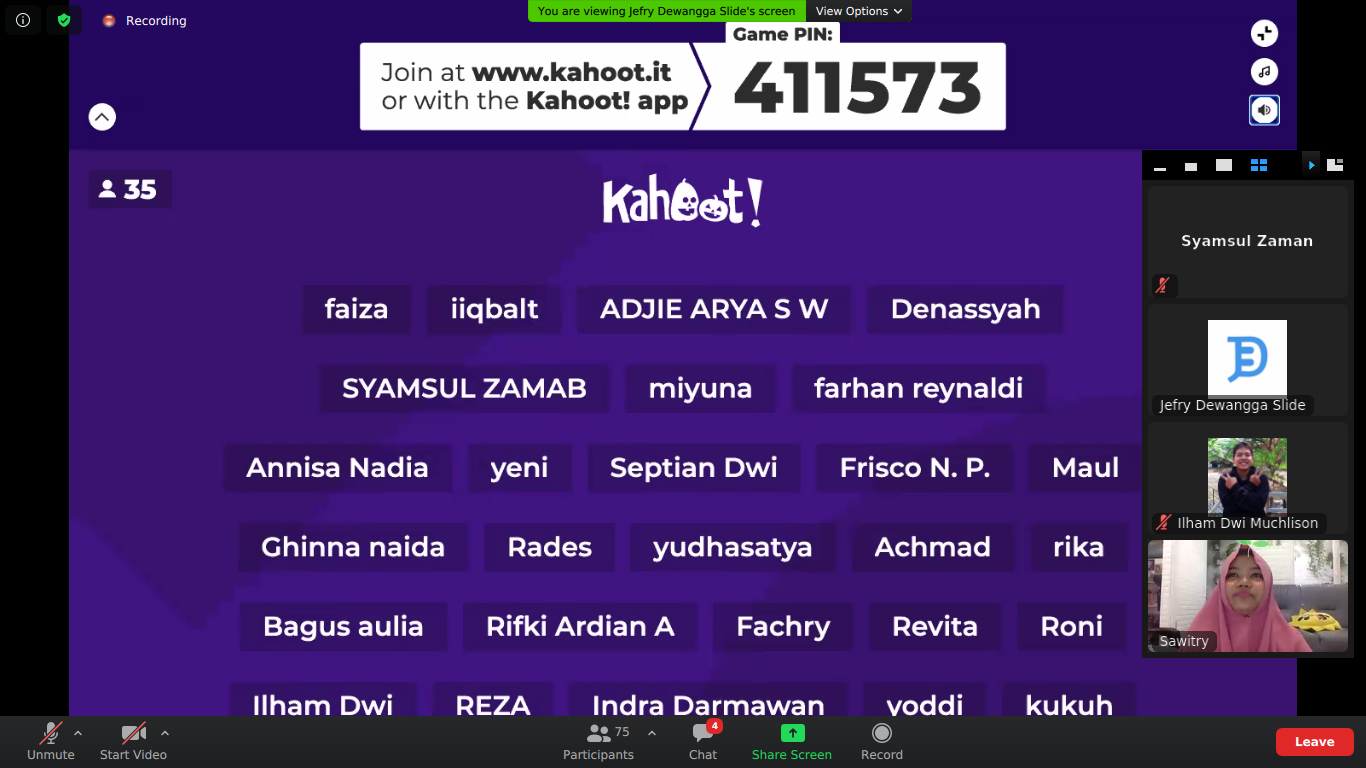 Recording
You are viewing Jefry Dewangga Slide's screen
View Options
Game PIN:
Join at www.kahoot.it
or with the Kahoot! app
411573
35
Kahoot!
faiza iiqbalt ADJIE ARYA S W Denassyah
SYAMSUL ZAMAB miyuna farhan reynaldi
Annisa Nadia yeni Septian Dwi Frisco N. P. Maul
Ghinna naida Rades yudhasatya Achmad rika
Bagus aulia Rifki Ardian A Fachry Revita Roni
Ilham Dwi REZA Indra Darmawan yoddi kukuh
Syamsul Zaman
Jefry Dewangga Slide
Ilham Dwi Muchlison
Sawitry
Unmute
Start Video
75
Participants
4
Chat
Share Screen
Record
Leave